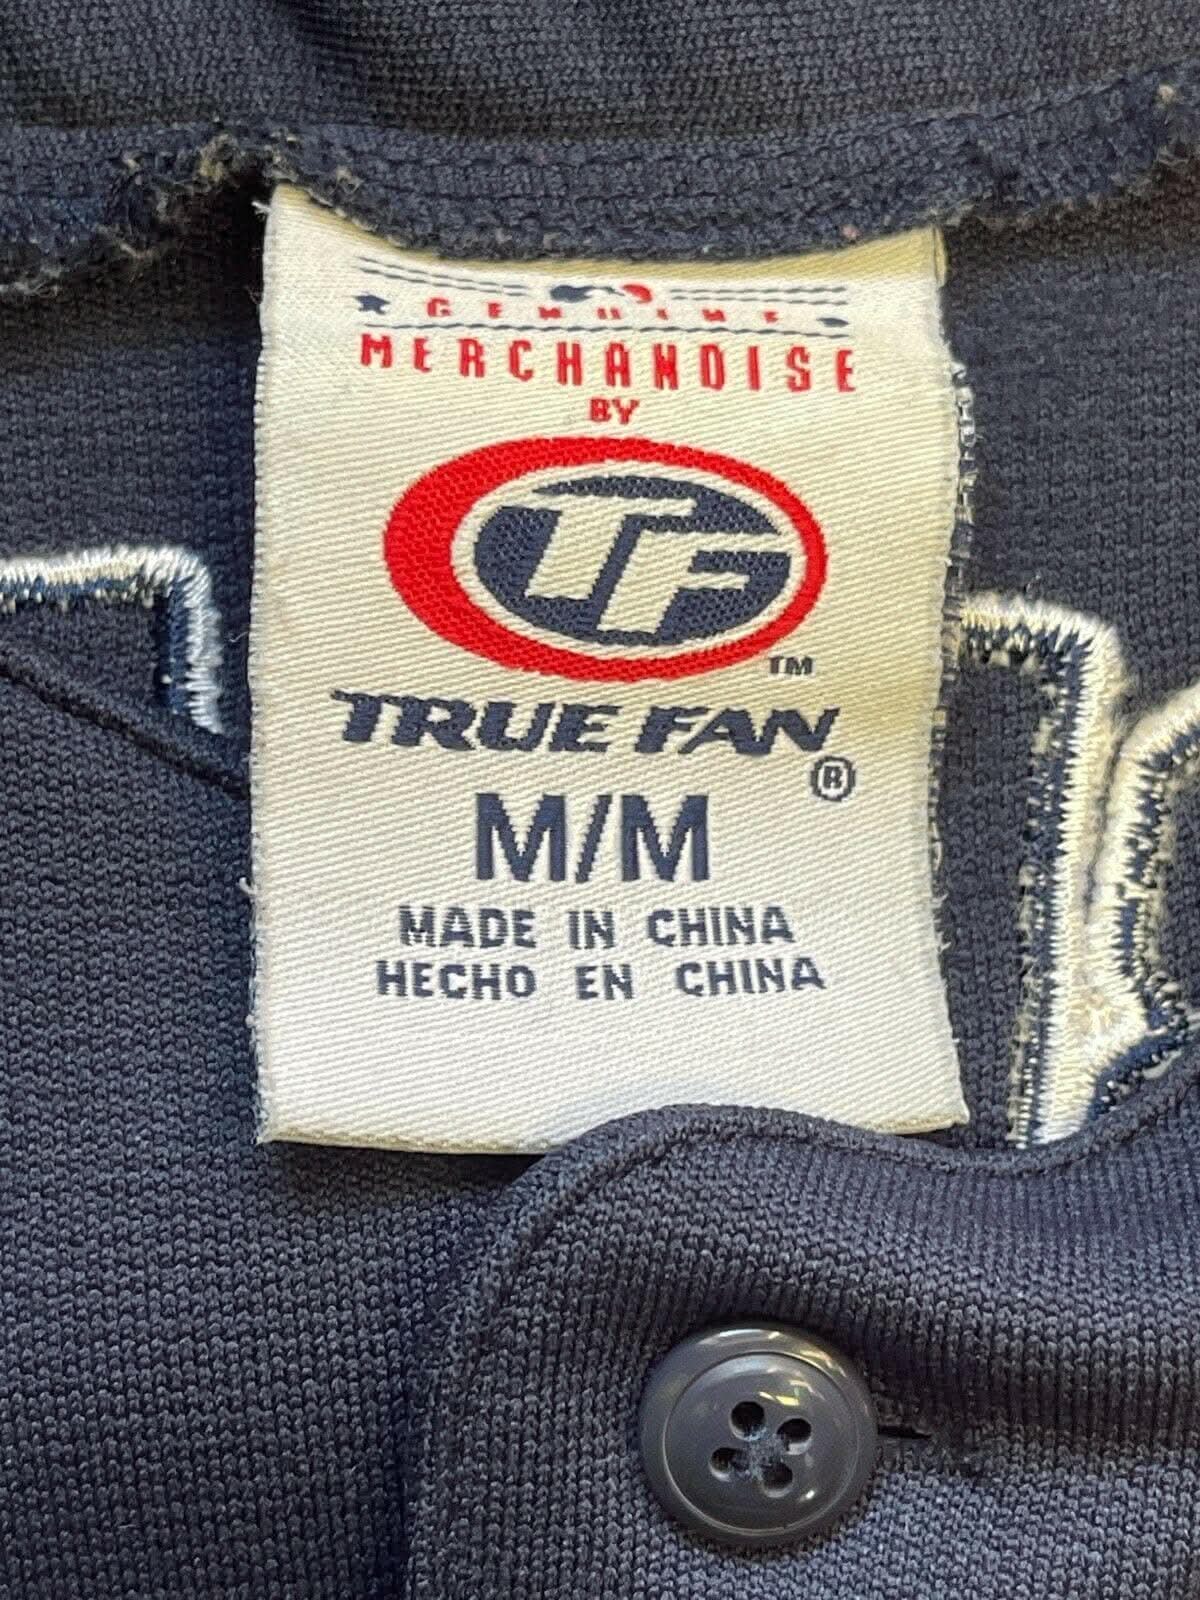 GENUINE
MERCHANDISE
BY
TF
TM
TRUE FAN
®
M/M
MADE IN CHINA
HECHO EN CHINA